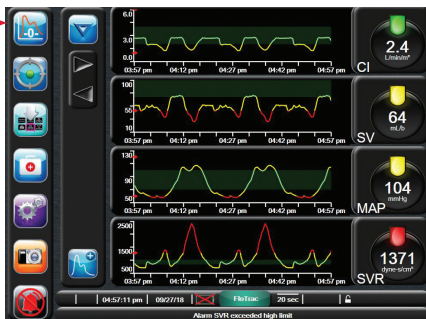 -0-
6.0
3.0
0.0
03:57 pm 04:12 pm 04:27 pm 04:42 pm 04:57 pm
2.4
L/min/m²
CI
100
55
10
03:57 pm 04:12 pm 04:27 pm 04:42 pm 04:57 pm
64
mL/b
SV
130
90
50
03:57 pm 04:12 pm 04:27 pm 04:42 pm 04:57 pm
104
mmHg
MAP
2500
1500
500
03:57 pm 04:12 pm 04:27 pm 04:42 pm 04:57 pm
1371
dyne-s/cm⁵
SVR
04:57:11 pm 09/27/18 FloTrac 20 sec
Alarm SVR exceeded high limit